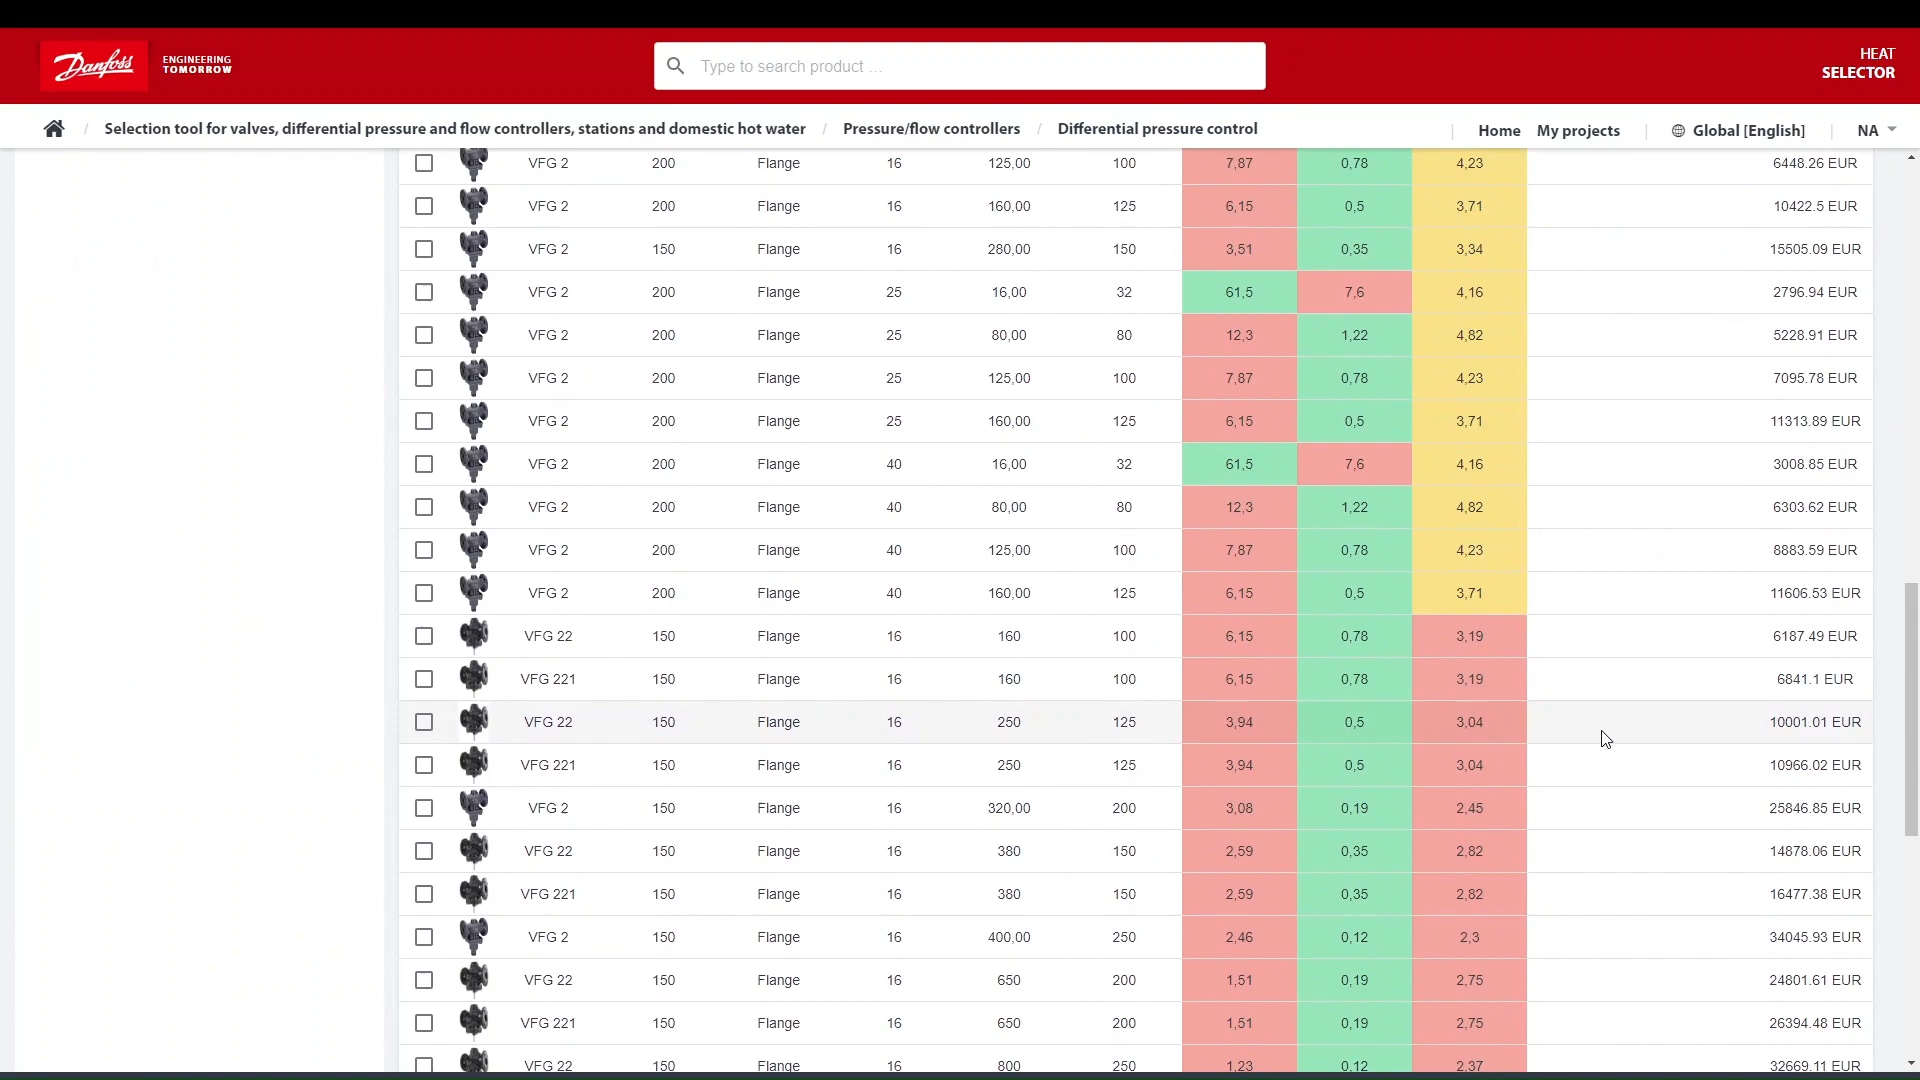 Danfoss
ENGINEERING
TOMORROW
Type to search product ...
HEAT
SELECTOR
/ Selection tool for valves, differential pressure and flow controllers, stations and domestic hot water / Pressure/flow controllers / Differential pressure control | Home My projects | Global [English] | NA
VFG 2 200 Flange 16 125,00 100 7,87 0,78 4,23 6448.26 EUR
VFG 2 200 Flange 16 160,00 125 6,15 0,5 3,71 10422.5 EUR
VFG 2 150 Flange 16 280,00 150 3,51 0,35 3,34 15505.09 EUR
VFG 2 200 Flange 25 16,00 32 61,5 7,6 4,16 2796.94 EUR
VFG 2 200 Flange 25 80,00 80 12,3 1,22 4,82 5228.91 EUR
VFG 2 200 Flange 25 125,00 100 7,87 0,78 4,23 7095.78 EUR
VFG 2 200 Flange 25 160,00 125 6,15 0,5 3,71 11313.89 EUR
VFG 2 200 Flange 40 16,00 32 61,5 7,6 4,16 3008.85 EUR
VFG 2 200 Flange 40 80,00 80 12,3 1,22 4,82 6303.62 EUR
VFG 2 200 Flange 40 125,00 100 7,87 0,78 4,23 8883.59 EUR
VFG 2 200 Flange 40 160,00 125 6,15 0,5 3,71 11606.53 EUR
VFG 22 150 Flange 16 160 100 6,15 0,78 3,19 6187.49 EUR
VFG 221 150 Flange 16 160 100 6,15 0,78 3,19 6841.1 EUR
VFG 22 150 Flange 16 250 125 3,94 0,5 3,04 10001.01 EUR
VFG 221 150 Flange 16 250 125 3,94 0,5 3,04 10966.02 EUR
VFG 2 150 Flange 16 320,00 200 3,08 0,19 2,45 25846.85 EUR
VFG 22 150 Flange 16 380 150 2,59 0,35 2,82 14878.06 EUR
VFG 221 150 Flange 16 380 150 2,59 0,35 2,82 16477.38 EUR
VFG 2 150 Flange 16 400,00 250 2,46 0,12 2,3 34045.93 EUR
VFG 22 150 Flange 16 650 200 1,51 0,19 2,75 24801.61 EUR
VFG 221 150 Flange 16 650 200 1,51 0,19 2,75 26394.48 EUR
VFG 22 150 Flange 16 800 250 1,23 0,12 2,37 32669.11 EUR